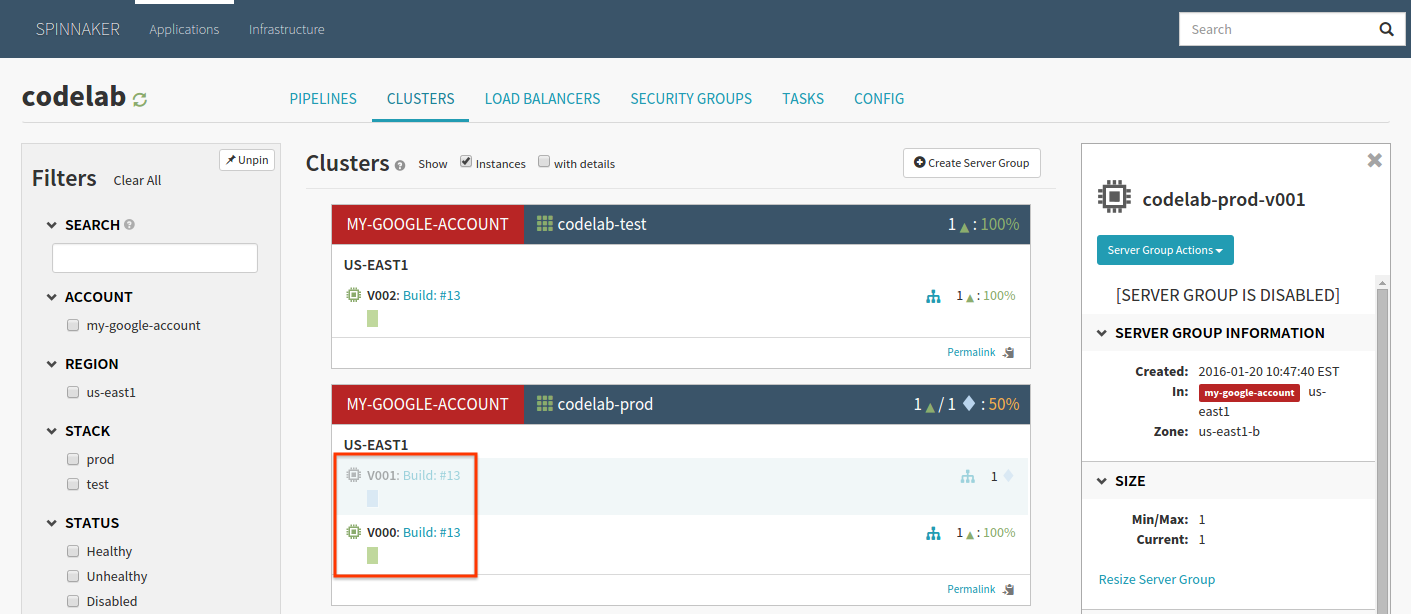 SPINNAKER Applications Infrastructure Search
codelab PIPELINES CLUSTERS LOAD BALANCERS SECURITY GROUPS TASKS CONFIG
Unpin
Filters Clear All
SEARCH
ACCOUNT
my-google-account
REGION
us-east1
STACK
prod
test
STATUS
Healthy
Unhealthy
Disabled
Clusters Show Instances with details Create Server Group
MY-GOOGLE-ACCOUNT codelab-test 1 : 100%
US-EAST1
V002: Build: #13 1 : 100%
Permalink
MY-GOOGLE-ACCOUNT codelab-prod 1 / 1 : 50%
US-EAST1
V001: Build: #13 1
V000: Build: #13 1 : 100%
Permalink
codelab-prod-v001
Server Group Actions
[SERVER GROUP IS DISABLED]
SERVER GROUP INFORMATION
Created: 2016-01-20 10:47:40 EST
In: my-google-account us-
east1
Zone: us-east1-b
SIZE
Min/Max: 1
Current: 1
Resize Server Group